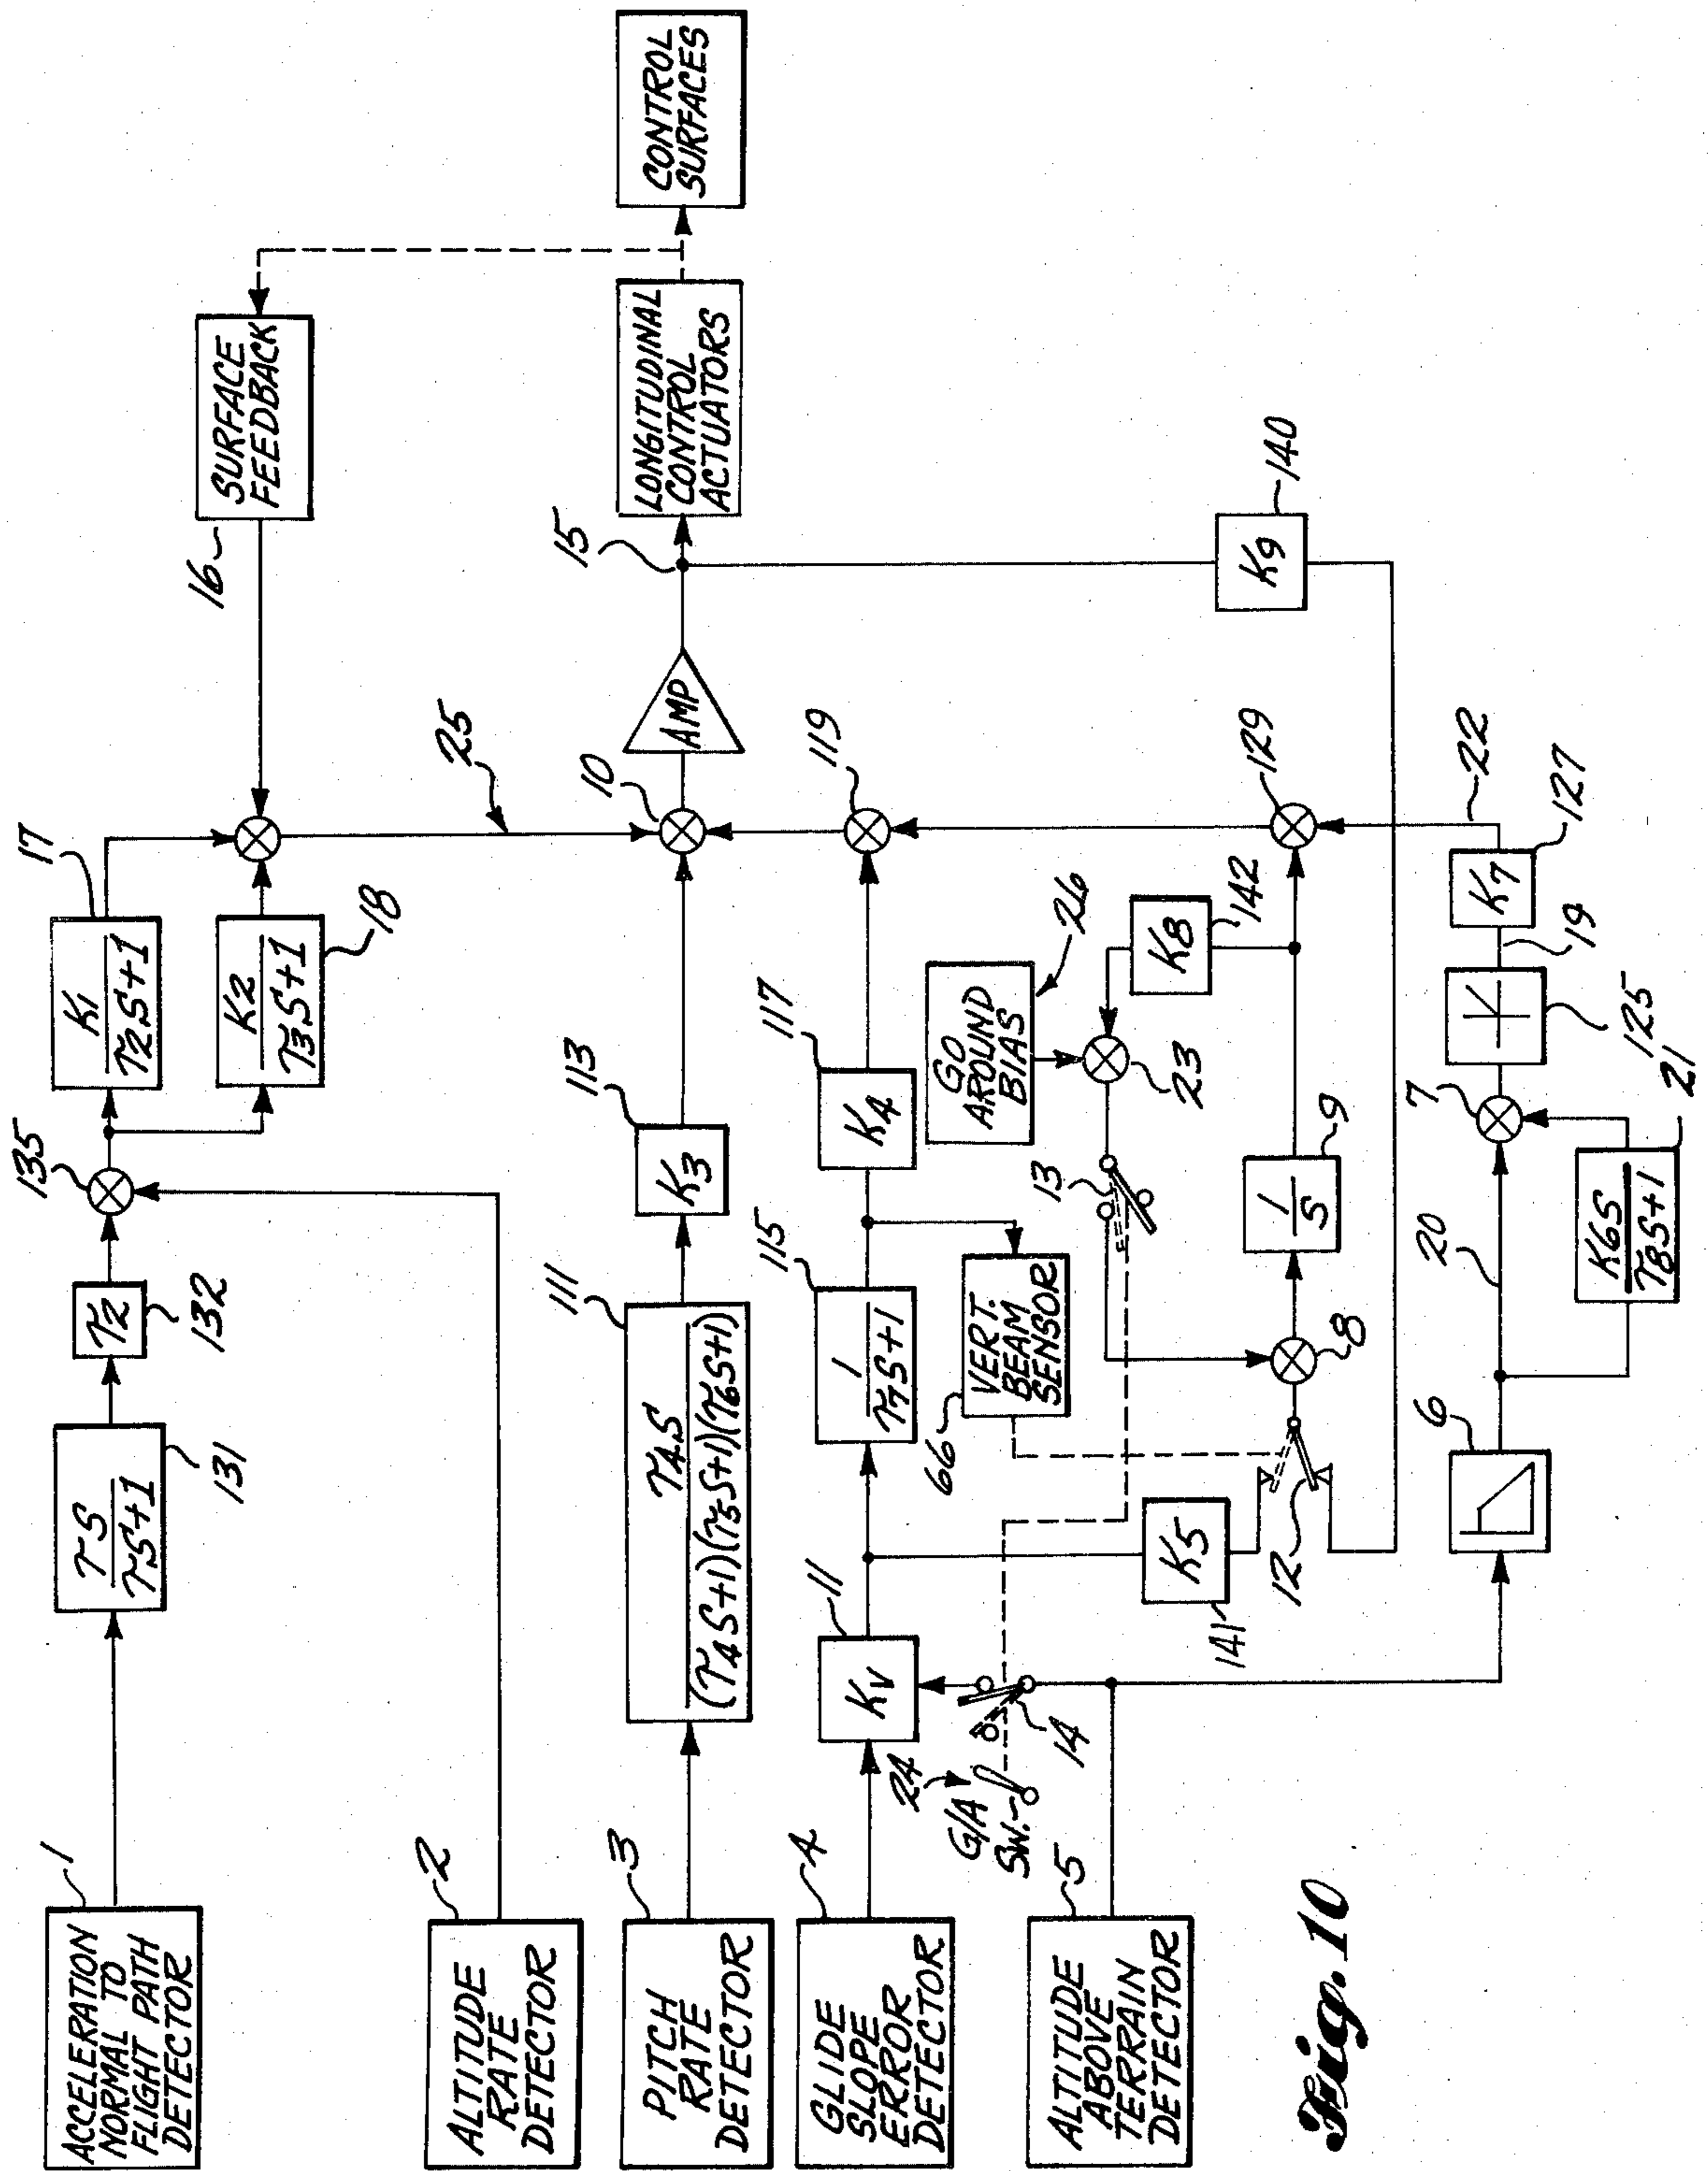 1
ACCELERATION
NORMAL TO
FLIGHT PATH
DETECTOR
τS
τS+1
131
τ2
132
135
K1
τ2S+1
17
K2
τ3S+1
18
16
SURFACE
FEEDBACK
2
ALTITUDE
RATE
DETECTOR
25
3
PITCH
RATE
DETECTOR
111
τ4S
(τ4S+1)(τ5S+1)(τ6S+1)
113
K3
10
AMP
15
LONGITUDINAL
CONTROL
ACTUATORS
CONTROL
SURFACES
4
GLIDE
SLOPE
ERROR
DETECTOR
11
KV
115
1
τ7S+1
117
K4
119
24
G/A
SW.
14
66
VERT.
BEAM
SENSOR
13
GO
AROUND
BIAS
26
23
K8
142
5
ALTITUDE
ABOVE
TERRAIN
DETECTOR
K5
141
12
8
1
S
9
129
K9
140
6
20
7
K6S
τ8S+1
21
125
19
K7
127
22
Fig. 10